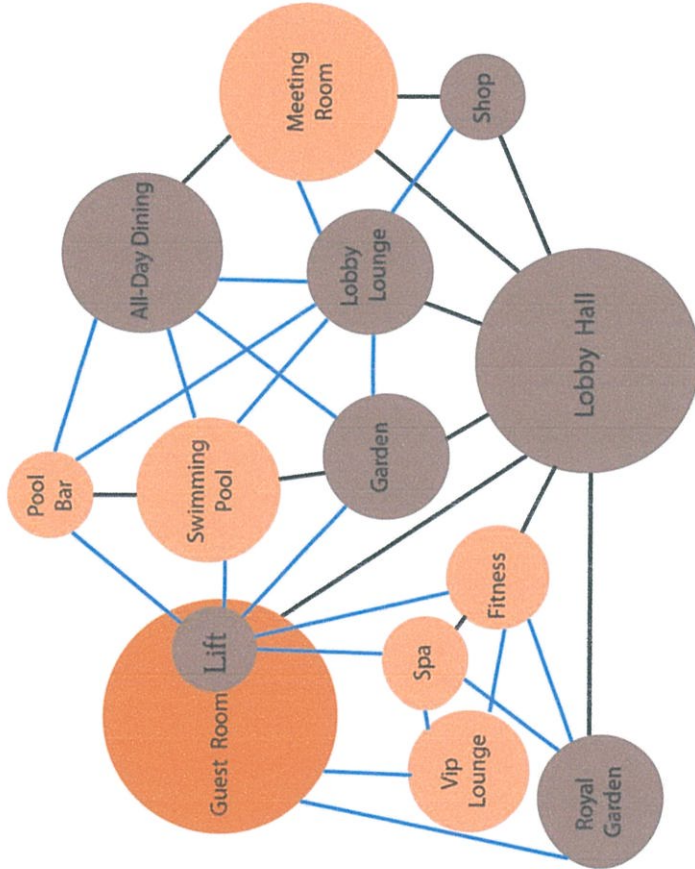 Pool
Bar
All-Day Dining
Meeting
Room
Shop
Swimming
Pool
Lobby
Lounge
Garden
Lobby Hall
Guest Room
Lift
Spa
Fitness
Vip
Lounge
Royal
Garden